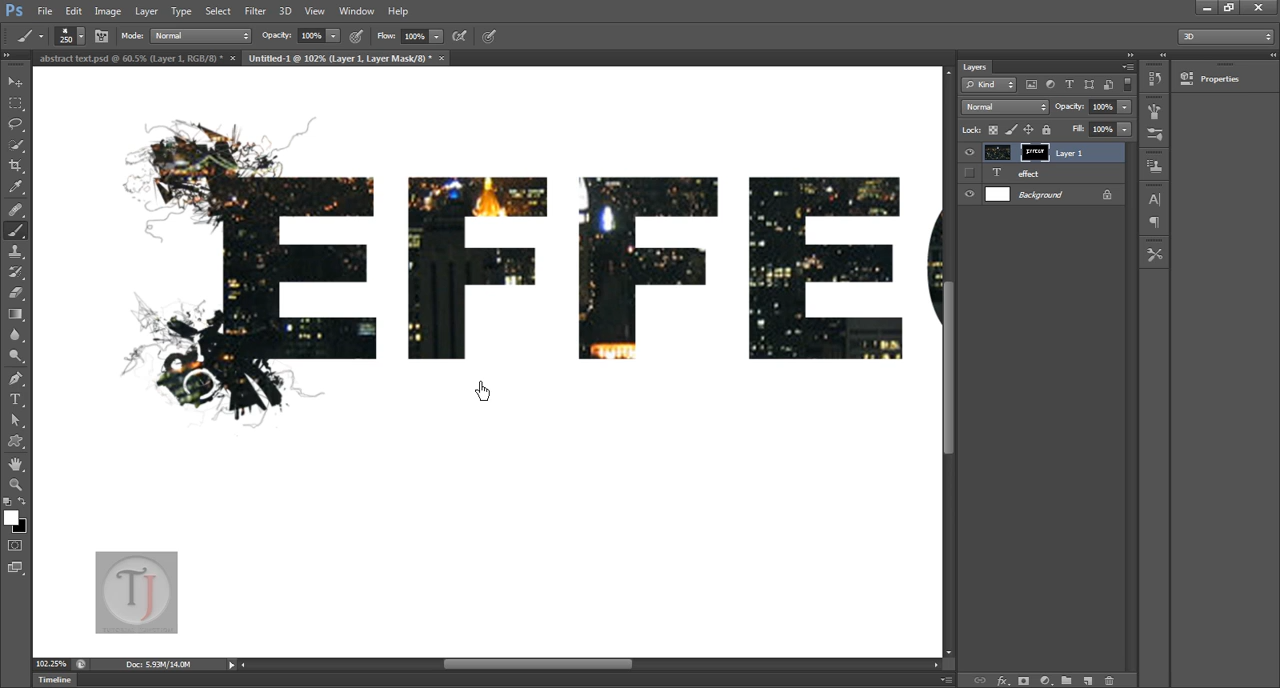 Ps File Edit Image Layer Type Select Filter 3D View Window Help
250 Mode: Normal Opacity: 100% Flow: 100% 3D
abstract text.psd @ 60.5% (Layer 1, RGB/8) * × Untitled-1 @ 102% (Layer 1, Layer Mask/8) * ×
Layers
Kind
Properties
Normal Opacity: 100%
Lock: Fill: 100%
Layer 1
effect
Background
EFFE
TJ
102.25% Doc: 5.93M/14.0M
Timeline